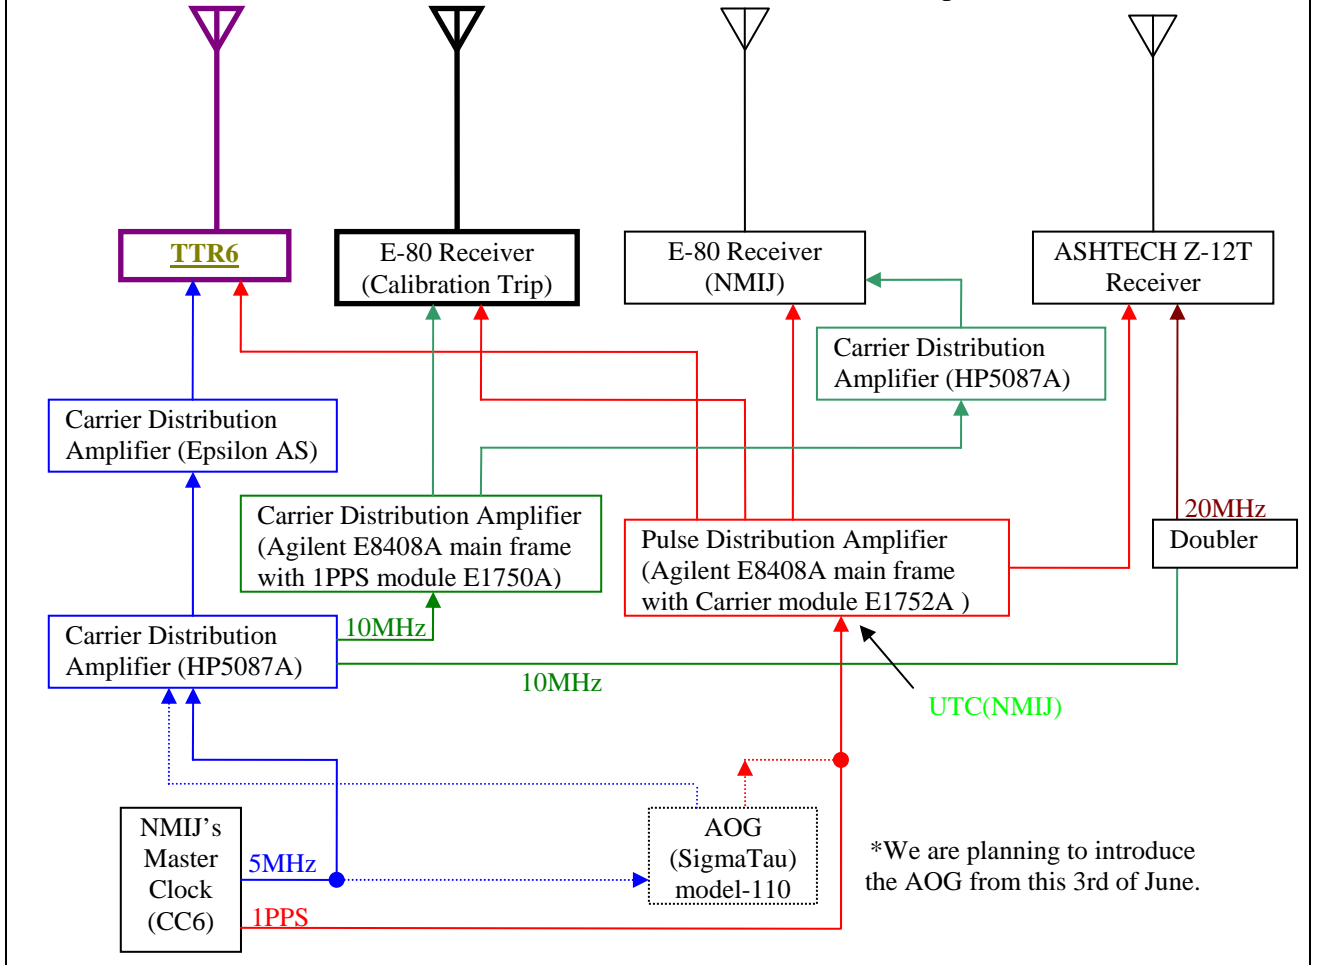 TTR6
E-80 Receiver
(Calibration Trip)
E-80 Receiver
(NMIJ)
ASHTECH Z-12T
Receiver
Carrier Distribution
Amplifier (HP5087A)
Carrier Distribution
Amplifier (Epsilon AS)
Carrier Distribution Amplifier
(Agilent E8408A main frame
with 1PPS module E1750A)
Pulse Distribution Amplifier
(Agilent E8408A main frame
with Carrier module E1752A )
20MHz
Doubler
Carrier Distribution
Amplifier (HP5087A)
10MHz
10MHz
UTC(NMIJ)
NMIJ's
Master
Clock
(CC6)
5MHz
1PPS
AOG
(SigmaTau)
model-110
*We are planning to introduce
the AOG from this 3rd of June.